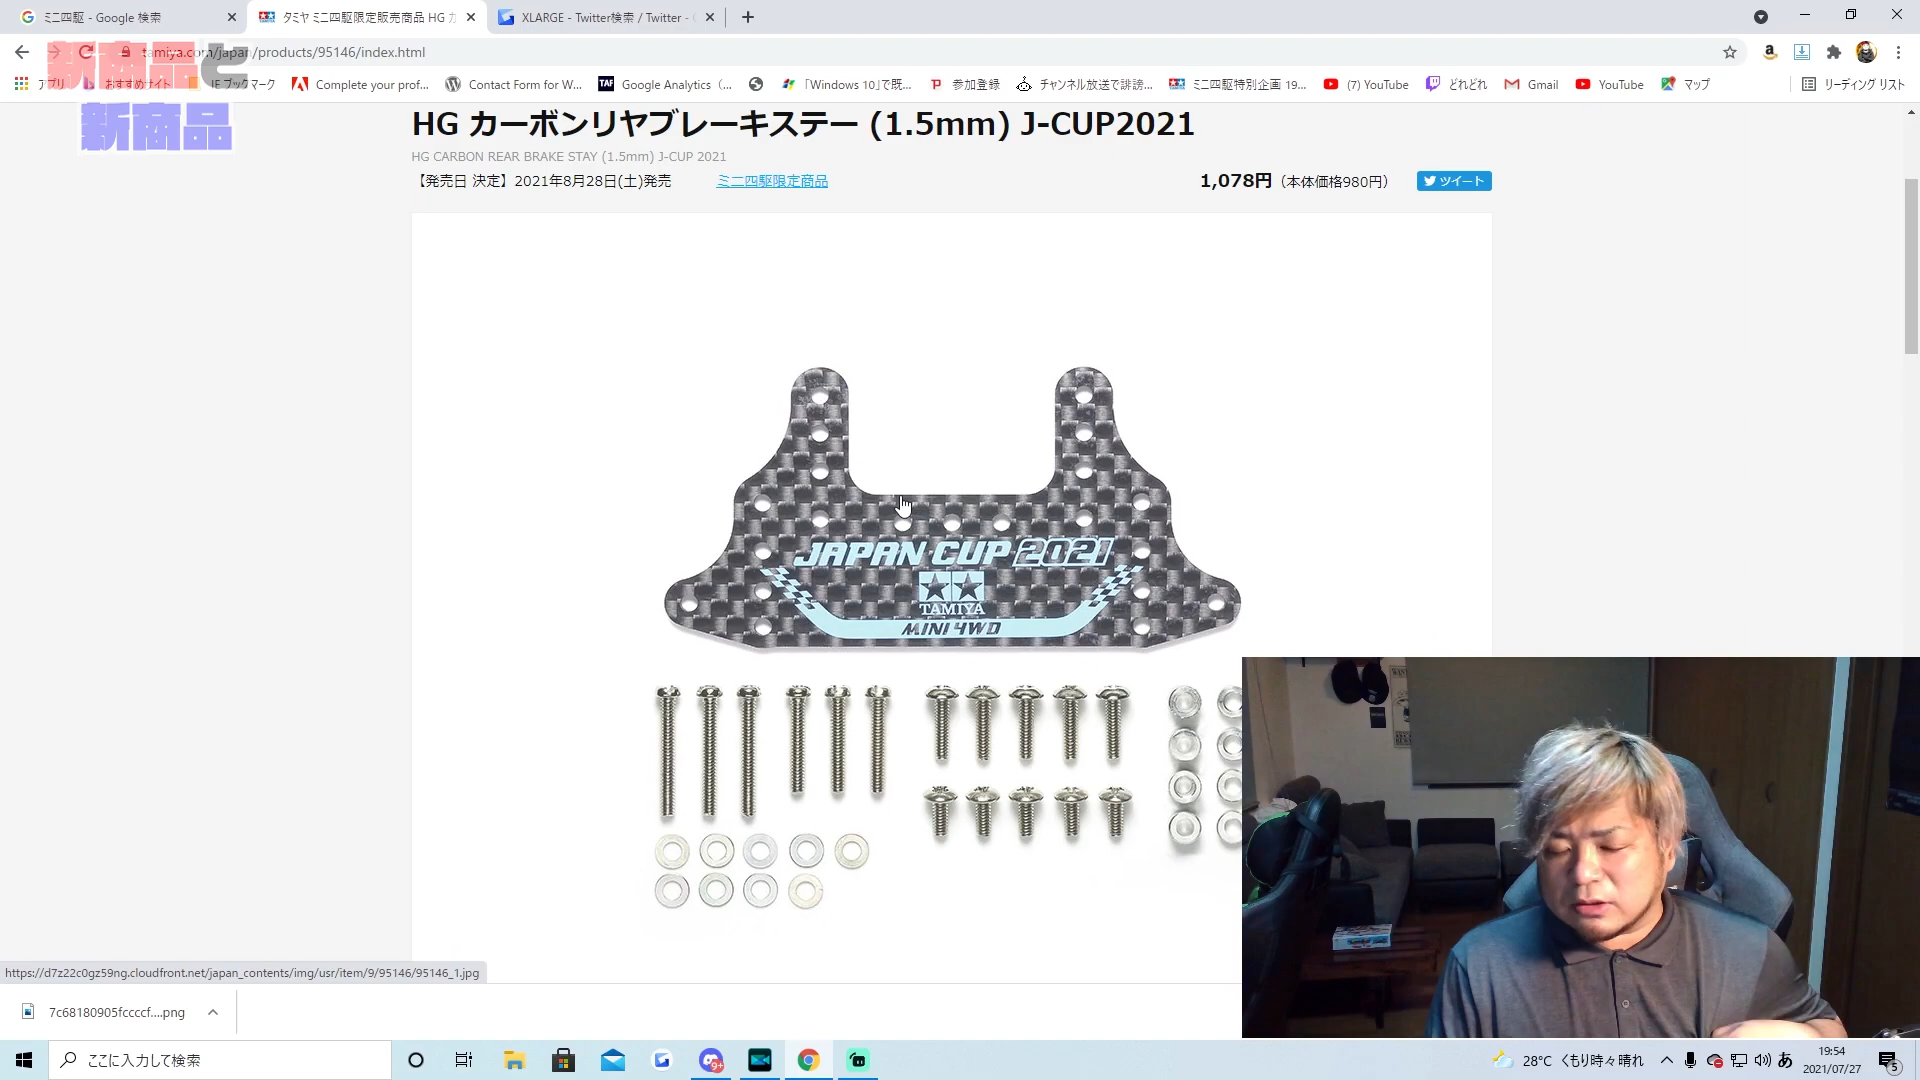 ミニ四駆 - Google 検索
タミヤ ミニ四駆限定販売商品 HG カ
XLARGE - Twitter検索 / Twitter -
新商品と
新商品
tamiya.com/japan/products/95146/index.html
アプリ
おすすめサイト
IE ブックマーク
Complete your prof...
Contact Form for W...
TAF
Google Analytics (...
「Windows 10」で既...
参加登録
チャンネル放送で誹謗...
ミニ四駆特別企画 19...
(7) YouTube
どれどれ
Gmail
YouTube
マップ
リーディング リスト
HG カーボンリヤブレーキステー (1.5mm) J-CUP2021
HG CARBON REAR BRAKE STAY (1.5mm) J-CUP 2021
【発売日 決定】2021年8月28日(土)発売
ミニ四駆限定商品
1,078円 (本体価格980円)
ツイート
JAPAN CUP 2021
TAMIYA
MINI 4WD
https://d7z22c0gz59ng.cloudfront.net/japan_contents/img/usr/item/9/95146/95146_1.jpg
7c68180905fccccf....png
ここに入力して検索
9+
28°C くもり時々晴れ
あ
19:54
2021/07/27
5